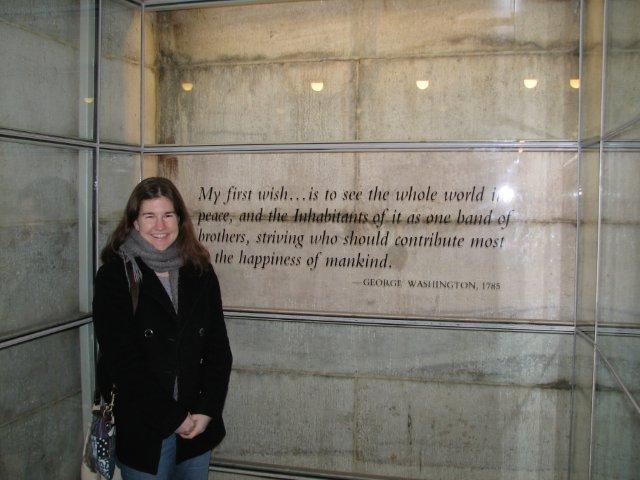 My first wish...is to see the whole world
peace, and the Inhabitants of it as one band of
brothers, striving who should contribute most
the happiness of mankind.
—GEORGE WASHINGTON, 1785